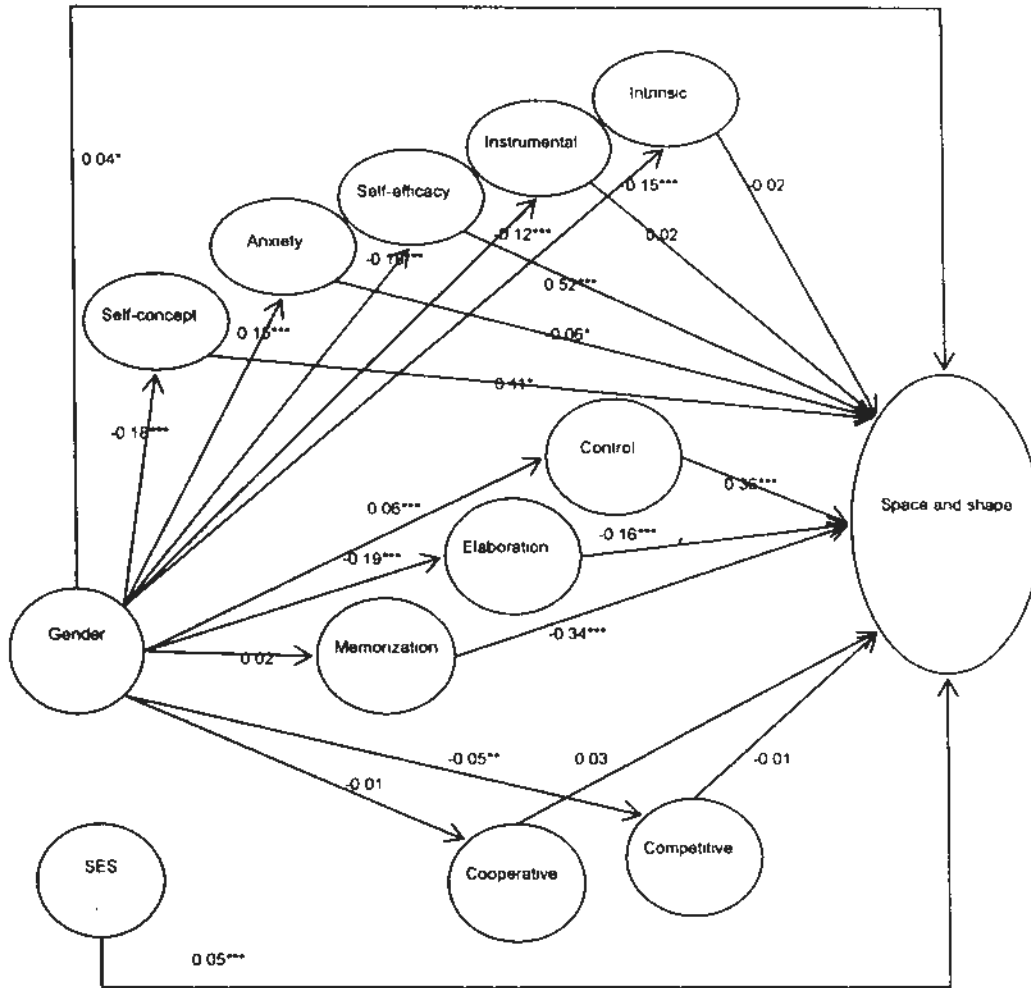 Intrinsic
Instrumental
0 04*
-0.15***
-0 02
Self-efficacy
Anxiety
-0 12***
0.02
0.52***
Self-concept
0 15***
-0.06*
0.41*
-0 18***
Control
0 06***
0.36***
Elaboration
-0.16***
-0.19***
Space and shape
Gender
Memorization
-0 34***
0 02
-0 05**
0 03
-0 01
-0 01
SES
Cooperative
Competitive
0 05***